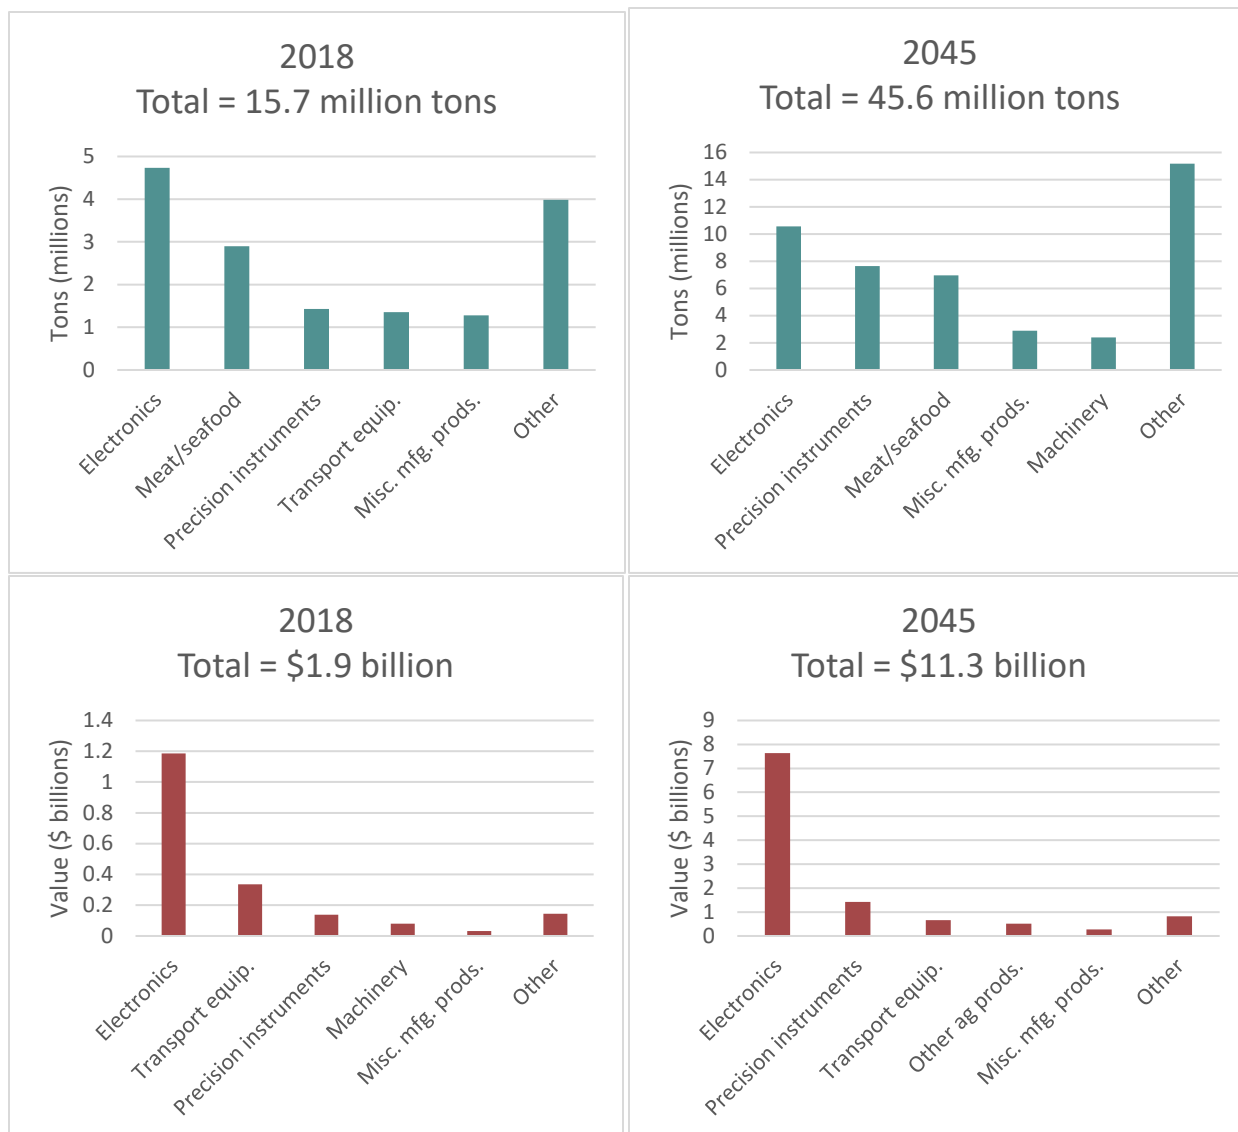 2018
Total = 15.7 million tons
Tons (millions)
5
4
3
2
1
0
Electronics
Meat/seafood
Precision instruments
Transport equip.
Misc. mfg. prods.
Other
2045
Total = 45.6 million tons
Tons (millions)
16
14
12
10
8
6
4
2
0
Electronics
Precision instruments
Meat/seafood
Misc. mfg. prods.
Machinery
Other
2018
Total = $1.9 billion
Value ($ billions)
1.4
1.2
1
0.8
0.6
0.4
0.2
0
Electronics
Transport equip.
Precision instruments
Machinery
Misc. mfg. prods.
Other
2045
Total = $11.3 billion
Value ($ billions)
9
8
7
6
5
4
3
2
1
0
Electronics
Precision instruments
Transport equip.
Other ag prods.
Misc. mfg. prods.
Other